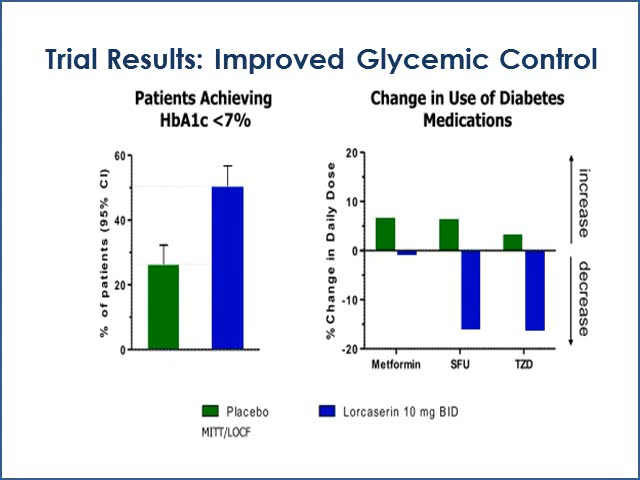 Trial Results: Improved Glycemic Control
Patients Achieving
HbA1c <7%
% of patients (95% CI)
60
40
20
0
Change in Use of Diabetes
Medications
% Change in Daily Dose
20
10
0
-10
-20
Metformin SFU TZD
increase
decrease
Placebo Lorcaserin 10 mg BID
MITT/LOCF